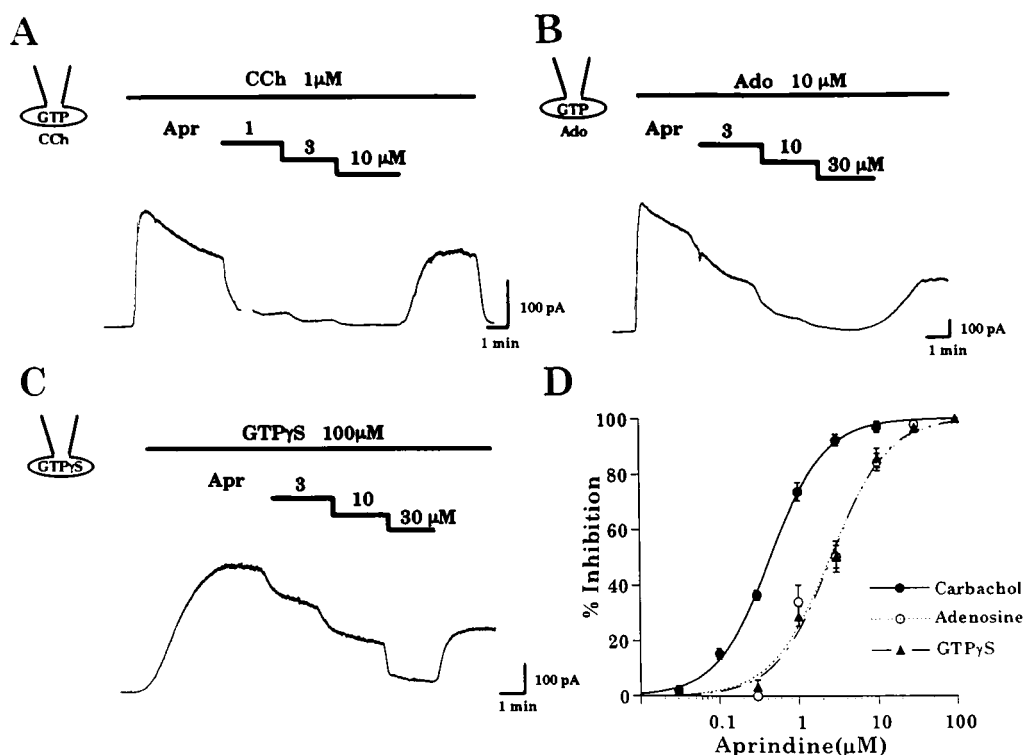 A
CCh 1μM
GTP
CCh
Apr 1 3 10 μM
100 pA
1 min
B
Ado 10 μM
GTP
Ado
Apr 3 10 30 μM
100 pA
1 min
C
GTPγS 100μM
GTPγS
Apr 3 10 30 μM
100 pA
1 min
D
% Inhibition
100
80
60
40
20
0
0.1 1 10 100
Aprindine(μM)
Carbachol
Adenosine
GTPγS